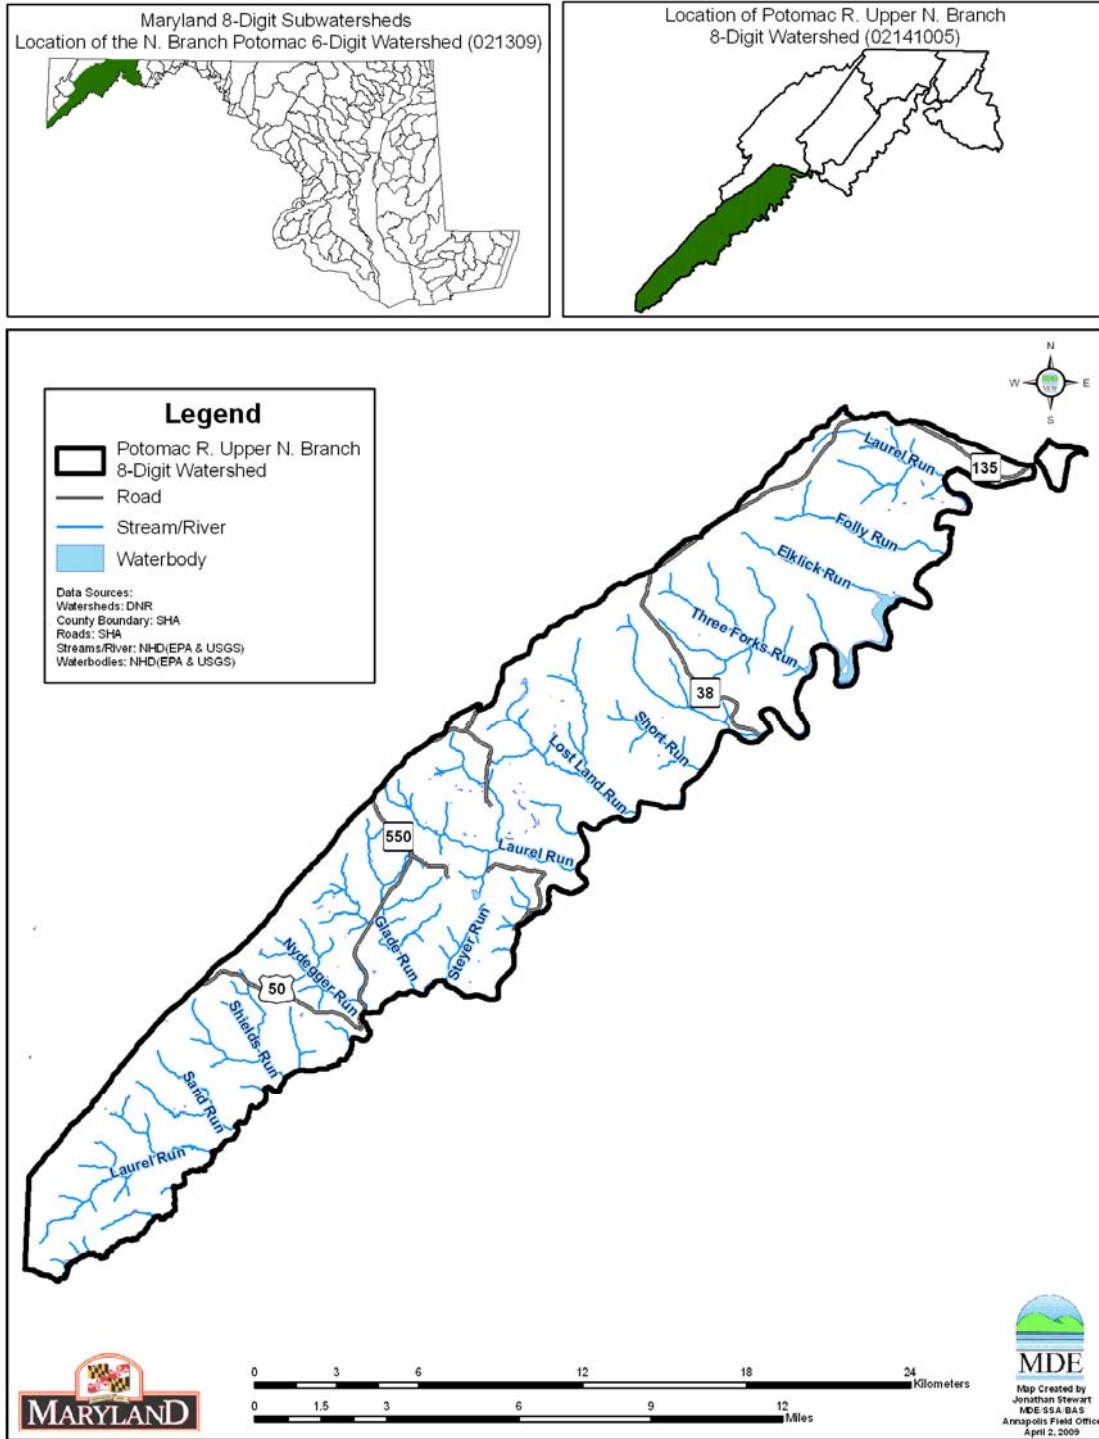 Maryland 8-Digit Subwatersheds
Location of the N. Branch Potomac 6-Digit Watershed (021309)
Location of Potomac R. Upper N. Branch
8-Digit Watershed (02141005)
N
W
E
S
Legend
Potomac R. Upper N. Branch
8-Digit Watershed
Road
Stream/River
Waterbody
Data Sources:
Watersheds: DNR
County Boundary: SHA
Roads: SHA
Streams/River: NHD(EPA & USGS)
Waterbodies: NHD(EPA & USGS)
Laurel Run
135
Folly Run
Elklick Run
Three Forks Run
38
Short Run
Lost Land Run
550
Laurel Run
Glade Run
Steyer Run
Nydegger Run
50
Shields Run
Sand Run
Laurel Run
MARYLAND
0 3 6 12 18 24
Kilometers
0 1.5 3 6 9 12
Miles
MDE
Map Created by
Jonathan Stewart
MDE/SSA/BAS
Annapolis Field Office
April 2, 2009